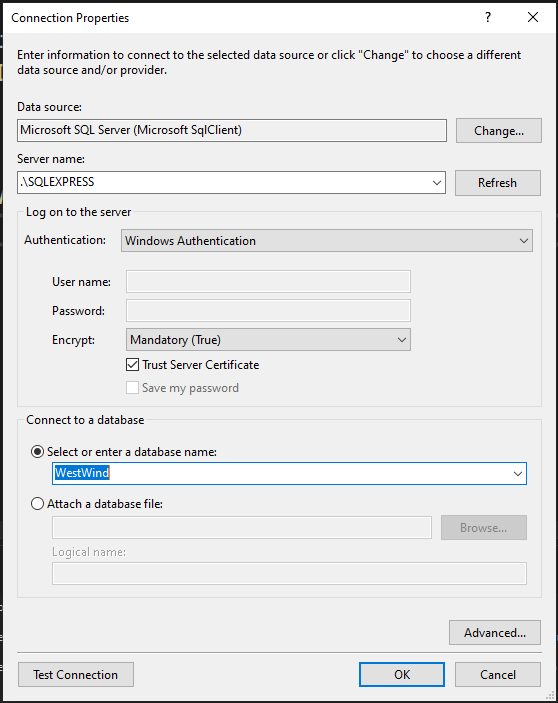 Connection Properties
?
Enter information to connect to the selected data source or click "Change" to choose a different
data source and/or provider.
Data source:
Microsoft SQL Server (Microsoft SqlClient)
Change...
Server name:
.\SQLEXPRESS
Refresh
Log on to the server
Authentication:
Windows Authentication
User name:
Password:
Encrypt:
Mandatory (True)
Trust Server Certificate
Save my password
Connect to a database
Select or enter a database name:
WestWind
Attach a database file:
Browse...
Logical name:
Advanced...
Test Connection
OK
Cancel